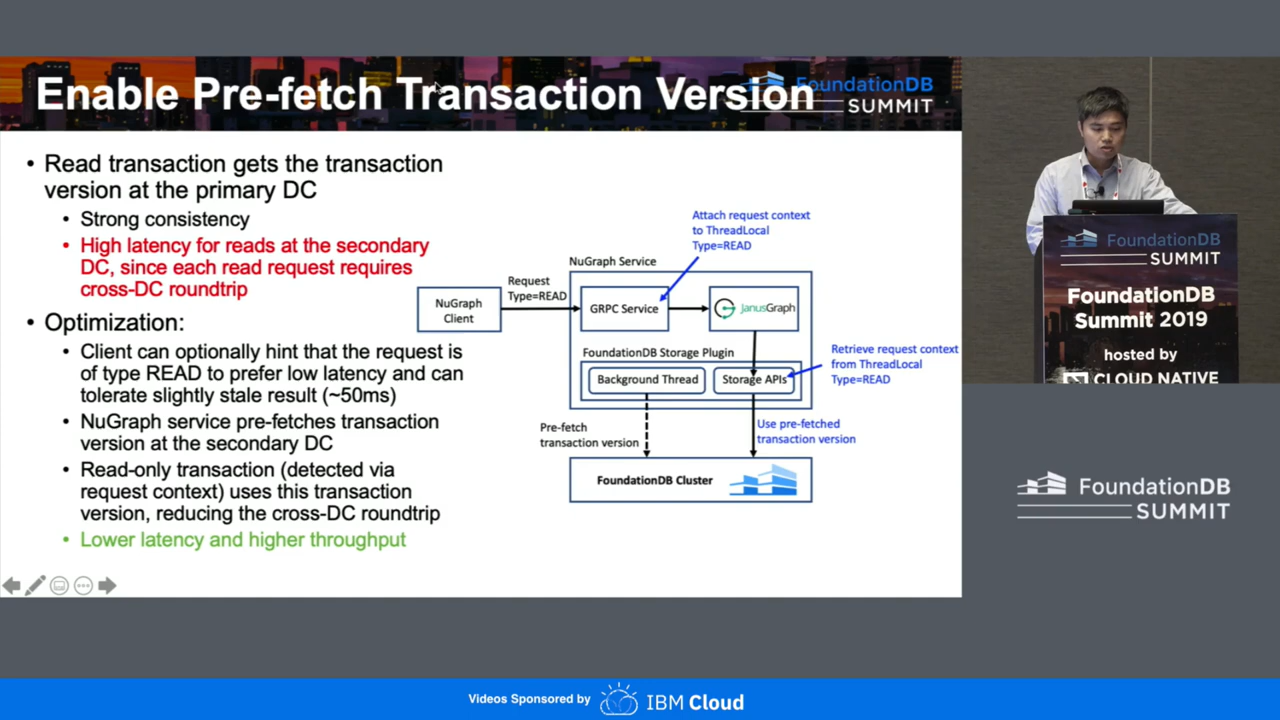 Enable Pre-fetch Transaction Version
FoundationDB
SUMMIT
• Read transaction gets the transaction
version at the primary DC
• Strong consistency
• High latency for reads at the secondary
DC, since each read request requires
cross-DC roundtrip
• Optimization:
• Client can optionally hint that the request is
of type READ to prefer low latency and can
tolerate slightly stale result (~50ms)
• NuGraph service pre-fetches transaction
version at the secondary DC
• Read-only transaction (detected via
request context) uses this transaction
version, reducing the cross-DC roundtrip
• Lower latency and higher throughput
Attach request context
to ThreadLocal
Type=READ
NuGraph Service
Request
Type=READ
NuGraph
Client
GRPC Service
JanusGraph
FoundationDB Storage Plugin
Background Thread
Storage APIs
Retrieve request context
from ThreadLocal
Type=READ
Pre-fetch
transaction version
Use pre-fetched
transaction version
FoundationDB Cluster
FoundationDB
SUMMIT
FoundationDB
Summit 2019
hosted by
CLOUD NATIVE
FoundationDB
SUMMIT
Videos Sponsored by
IBM Cloud